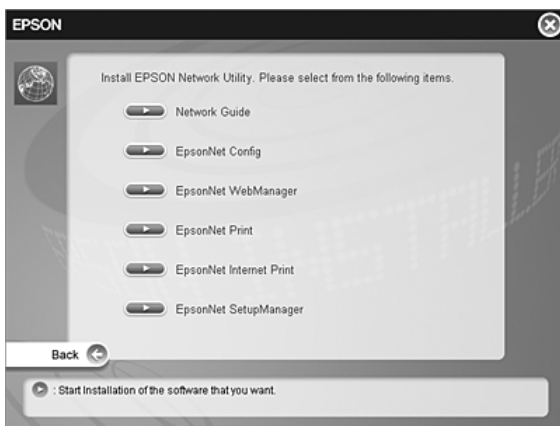 EPSON
Install EPSON Network Utility. Please select from the following items.
Network Guide
EpsonNet Config
EpsonNet WebManager
EpsonNet Print
EpsonNet Internet Print
EpsonNet SetupManager
Back
: Start Installation of the software that you want.